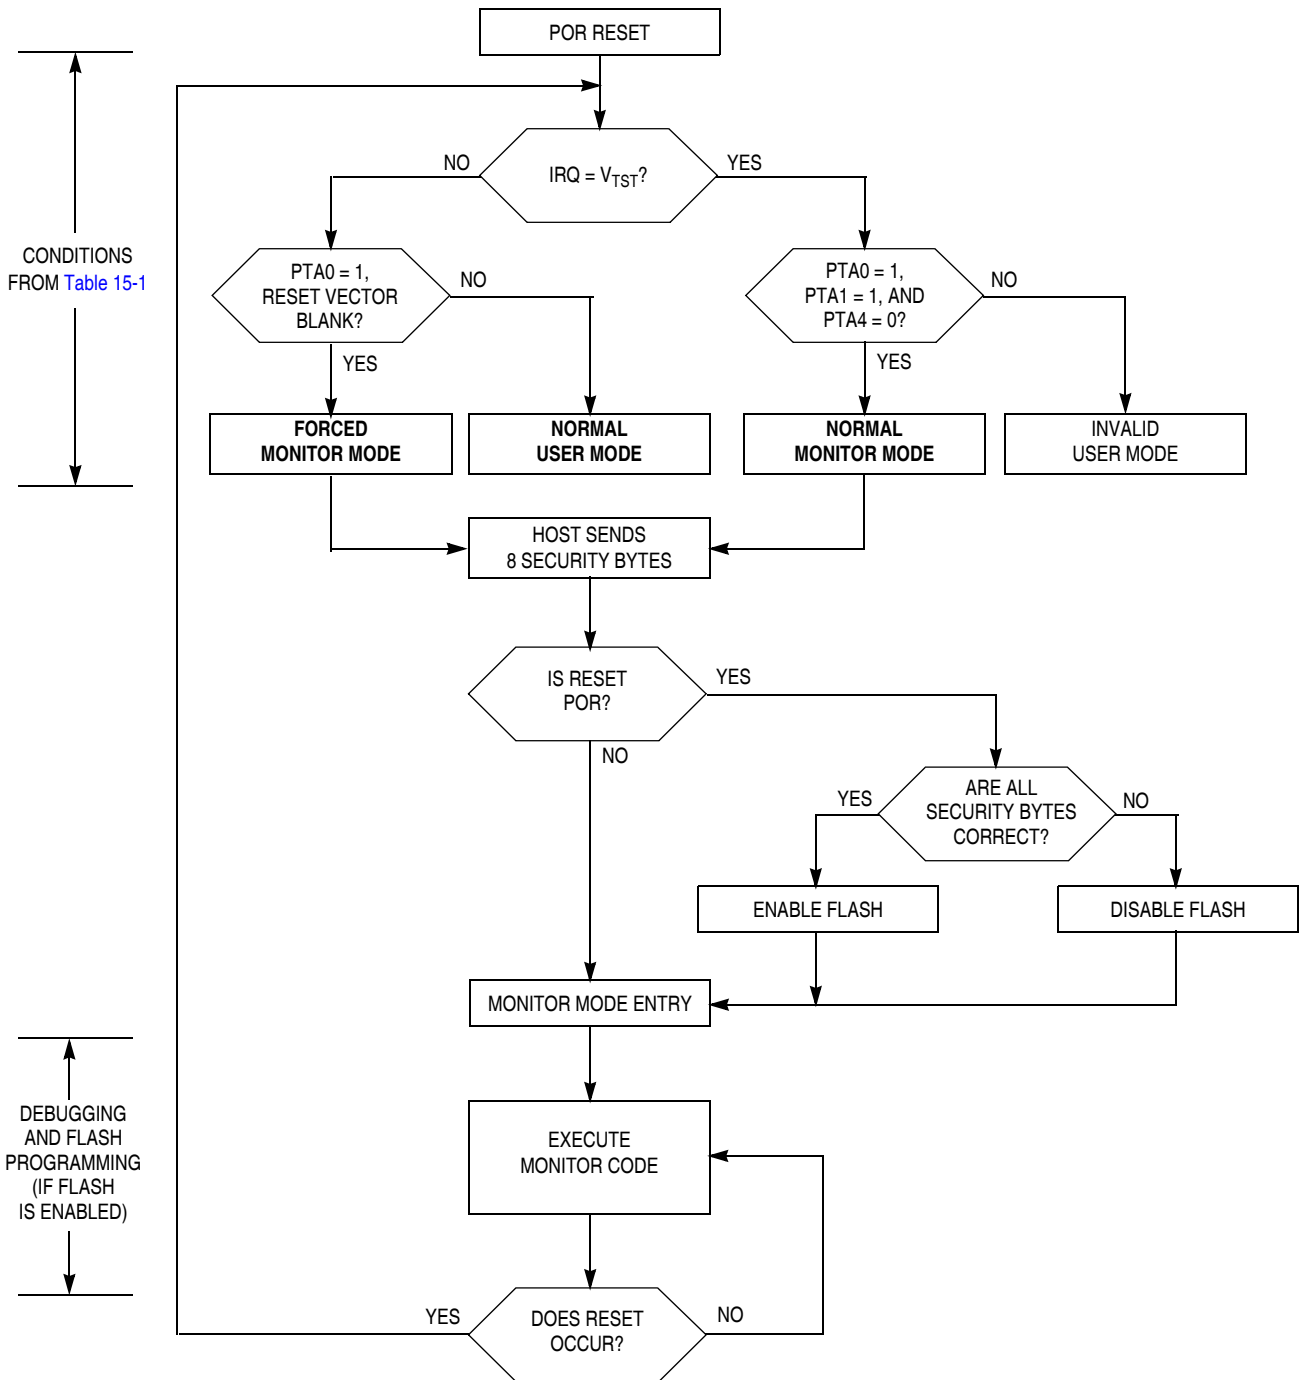 POR RESET
NO
IRQ = VTST?
YES
CONDITIONS
FROM Table 15-1
PTA0 = 1,
RESET VECTOR
BLANK?
NO
YES
PTA0 = 1,
PTA1 = 1, AND
PTA4 = 0?
NO
YES
FORCED
MONITOR MODE
NORMAL
USER MODE
NORMAL
MONITOR MODE
INVALID
USER MODE
HOST SENDS
8 SECURITY BYTES
IS RESET
POR?
YES
NO
ARE ALL
SECURITY BYTES
CORRECT?
YES
NO
ENABLE FLASH
DISABLE FLASH
MONITOR MODE ENTRY
DEBUGGING
AND FLASH
PROGRAMMING
(IF FLASH
IS ENABLED)
EXECUTE
MONITOR CODE
YES
DOES RESET
OCCUR?
NO